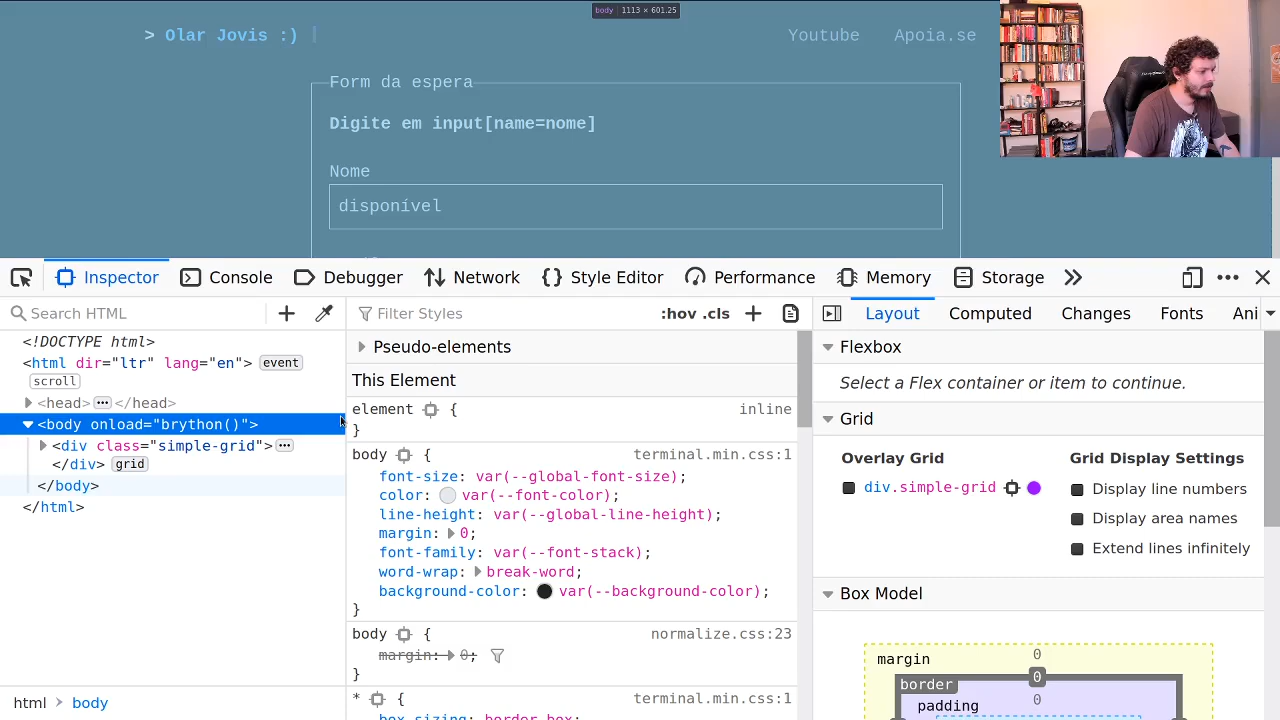 body 1113 × 601.25
> Olar Jovis :)
Youtube Apoia.se
Form da espera
Digite em input[name=nome]
Nome
disponível
Inspector Console Debugger Network Style Editor Performance Memory Storage
Search HTML
Filter Styles :hov .cls
Layout Computed Changes Fonts Ani
<!DOCTYPE html>
<html dir="ltr" lang="en"> event
scroll
<head> ••• </head>
<body onload="brython()">
<div class="simple-grid"> •••
</div> grid
</body>
</html>
html > body
Pseudo-elements
This Element
element { inline
}
body { terminal.min.css:1
font-size: var(--global-font-size);
color: var(--font-color);
line-height: var(--global-line-height);
margin: 0;
font-family: var(--font-stack);
word-wrap: break-word;
background-color: var(--background-color);
}
body { normalize.css:23
margin: 0;
}
* { terminal.min.css:1
box-sizing: border-box;
Flexbox
Select a Flex container or item to continue.
Grid
Overlay Grid
div.simple-grid
Grid Display Settings
Display line numbers
Display area names
Extend lines infinitely
Box Model
margin 0
border 0
padding 0